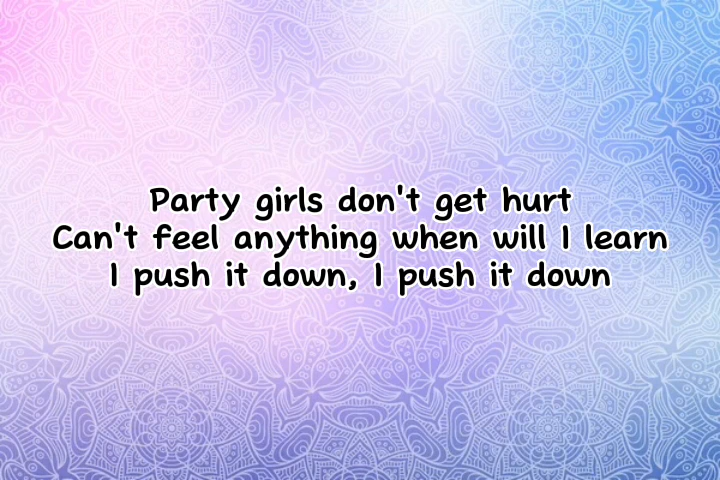 Party girls don't get hurt
Can't feel anything when will I learn
I push it down, I push it down